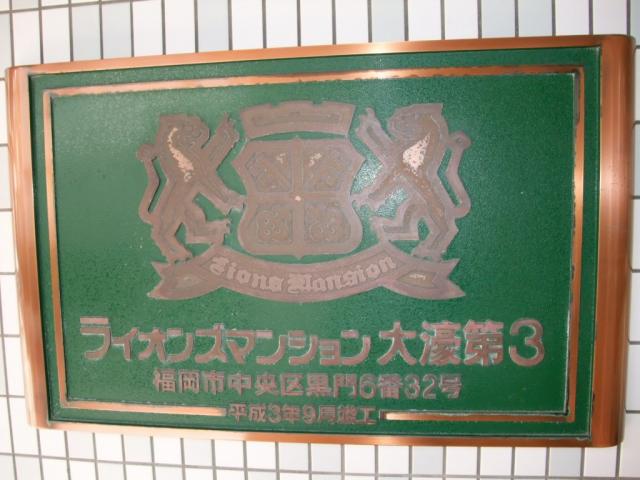 Lions Mansion
ライオンズマンション大濠第3
福岡市中央区黒門6番32号
平成3年9月竣工